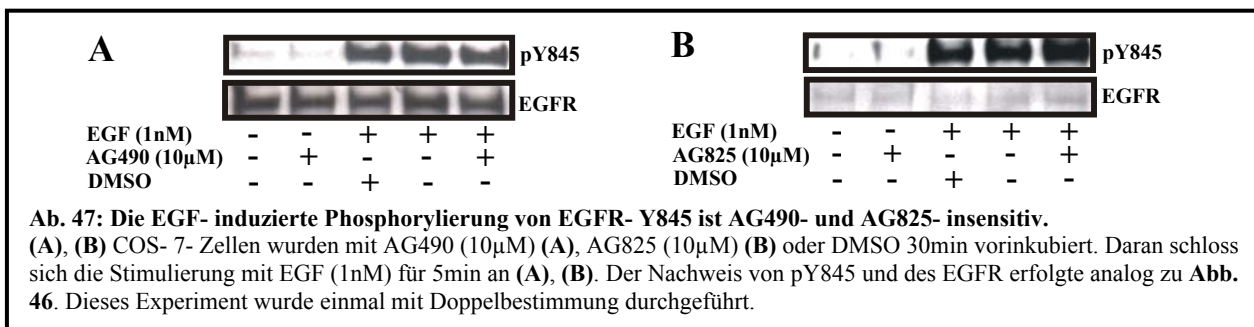 A B
pY845 pY845
EGFR EGFR
EGF (1nM) - - + + + EGF (1nM) - - + + +
AG490 (10µM) - + - - + AG825 (10µM) - + - - +
DMSO - - + - - DMSO - - + - -
Ab. 47: Die EGF- induzierte Phosphorylierung von EGFR- Y845 ist AG490- und AG825- insensitiv.
(A), (B) COS- 7- Zellen wurden mit AG490 (10µM) (A), AG825 (10µM) (B) oder DMSO 30min vorinkubiert. Daran schloss
sich die Stimulierung mit EGF (1nM) für 5min an (A), (B). Der Nachweis von pY845 und des EGFR erfolgte analog zu Abb.
46. Dieses Experiment wurde einmal mit Doppelbestimmung durchgeführt.